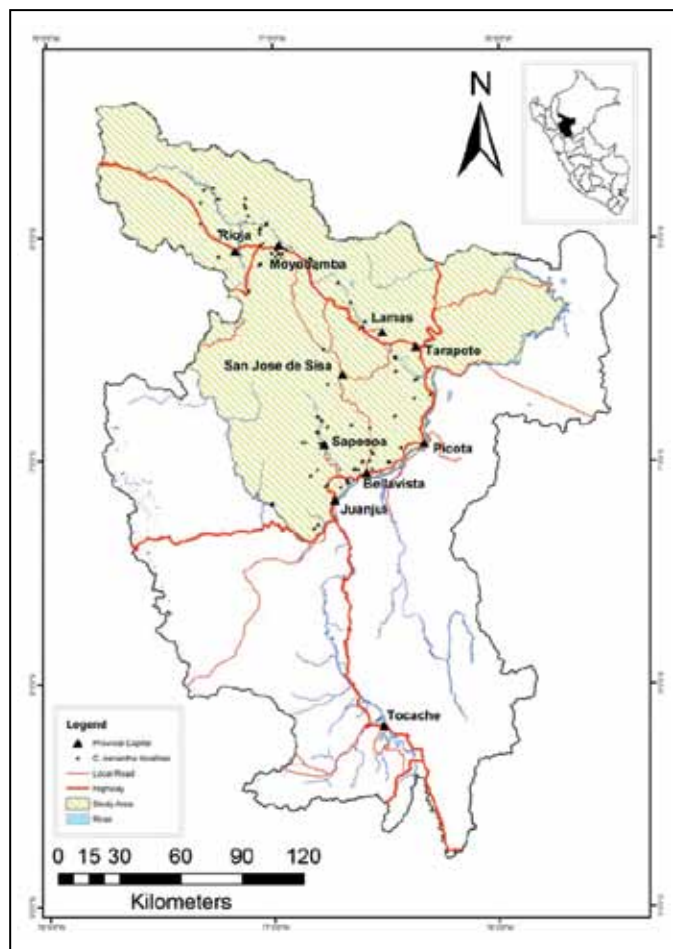 N
Rioja
Moyobamba
Lamas
Tarapoto
San Jose de Sisa
Saposoa
Picota
Bellavista
Juanjui
Tocache
Legend
Province Capital
Local Road
Highway
Study Area
River
0 15 30 60 90 120
Kilometers